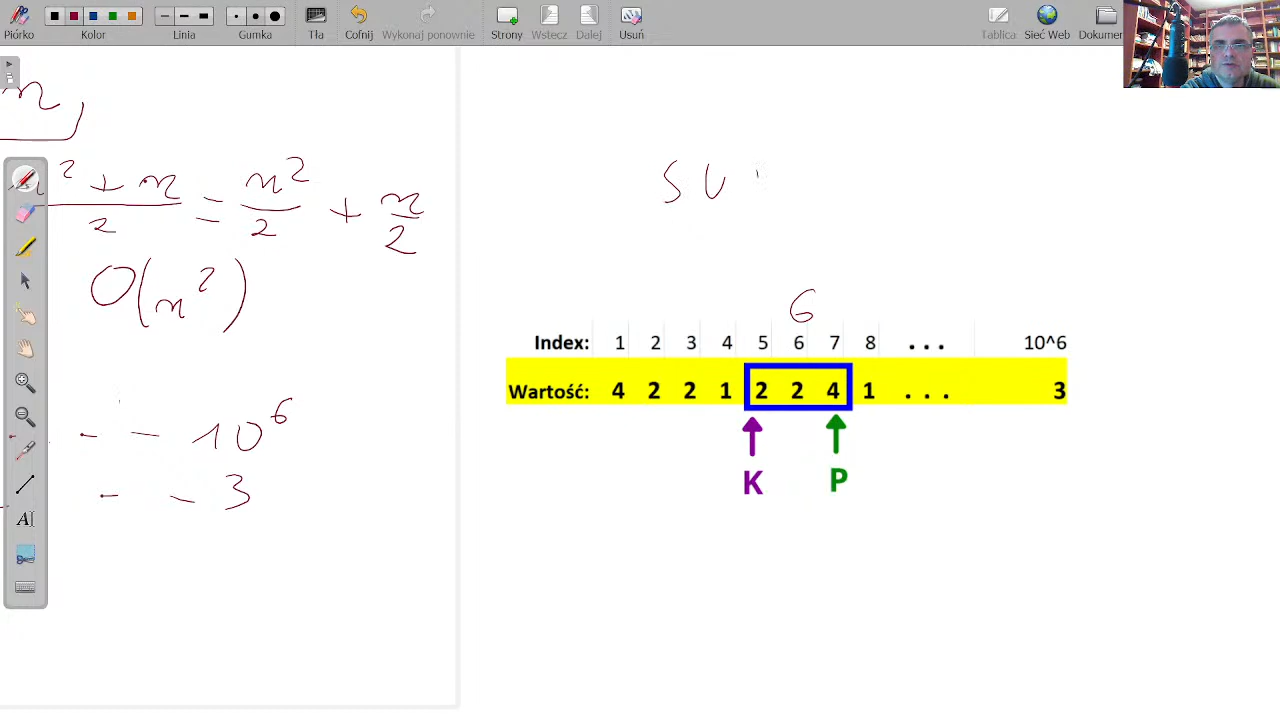 Piórko Kolor Linia Gumka Tła Cofnij Wykonaj ponownie Strony Wstecz Dalej Usuń Tablica Sieć Web Dokumen
n
² + n / 2 = n² / 2 + n / 2
O(n²)
- - 10⁶
- - 3
S U
6
Index: 1 2 3 4 5 6 7 8 ... 10^6
Wartość: 4 2 2 1 2 2 4 1 ... 3
K P